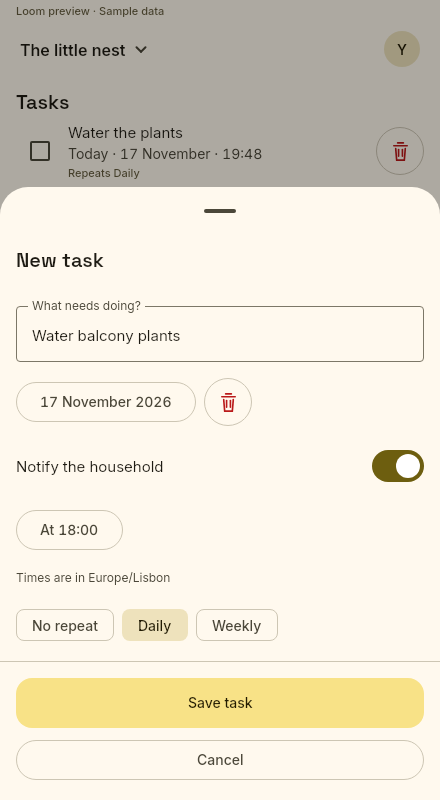 Loom preview · Sample data
The little nest
Y
Tasks
Water the plants
Today · 17 November · 19:48
Repeats Daily
New task
What needs doing?
Water balcony plants
17 November 2026
Notify the household
At 18:00
Times are in Europe/Lisbon
No repeat Daily Weekly
Save task
Cancel